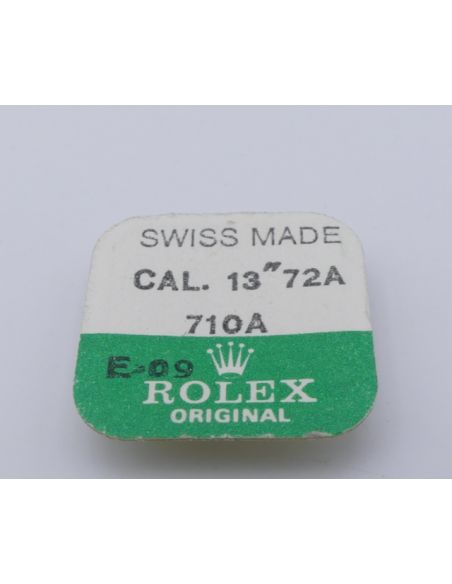 SWISS MADE
CAL. 13″72A
710A
E-09
ROLEX
ORIGINAL